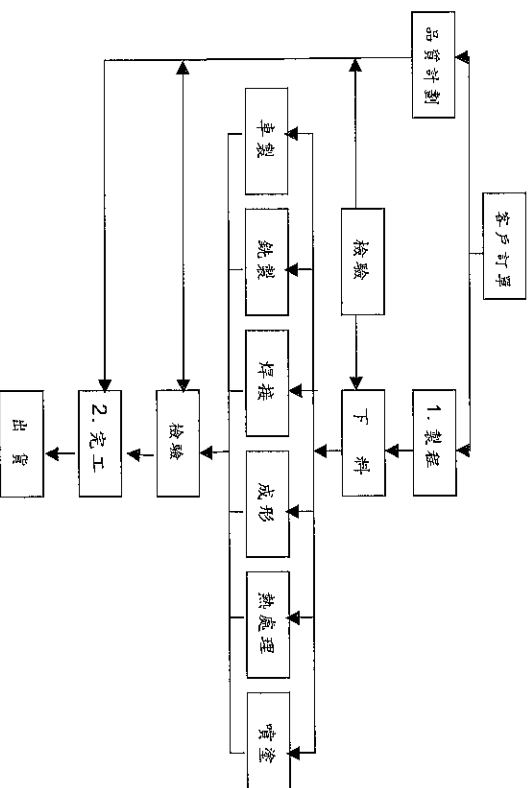 客戶訂單
品質計劃
1. 製程
檢驗
下料
車製
銑製
焊接
成形
熱處理
噴塗
檢驗
2. 完工
出貨